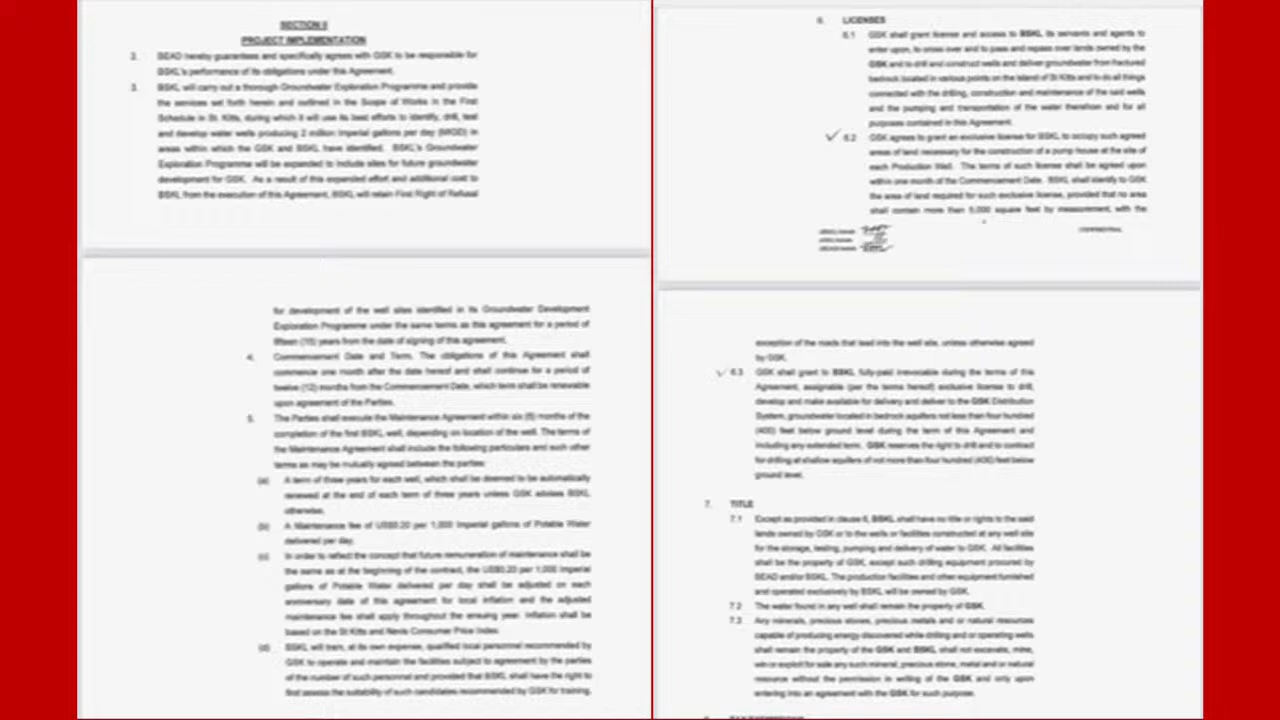 SECTION II
PROJECT IMPLEMENTATION
2. BEAD hereby guarantees and specifically agrees with GSK to be responsible for
BSKL's performance of its obligations under this Agreement.
3. BSKL will carry out a thorough Groundwater Exploration Programme and provide
the services set forth herein and outlined in the Scope of Works in the First
Schedule in St. Kitts, during which it will use its best efforts to identify, drill, test
and develop water wells producing 2 million Imperial gallons per day (MGD) in
areas within which the GSK and BSKL have identified. BSKL's Groundwater
Exploration Programme will be expanded to include sites for future groundwater
development for GSK. As a result of this expanded effort and additional cost to
BSKL from the execution of this Agreement, BSKL will retain First Right of Refusal
for development of the well sites identified in its Groundwater Development
Exploration Programme under the same terms as this agreement for a period of
fifteen (15) years from the date of signing of this agreement.
4. Commencement Date and Term. The obligations of this Agreement shall
commence one month after the date hereof and shall continue for a period of
twelve (12) months from the Commencement Date, which term shall be renewable
upon agreement of the Parties.
5. The Parties shall execute the Maintenance Agreement within six (6) months of the
completion of the first BSKL well, depending on location of the well. The terms of
the Maintenance Agreement shall include the following particulars and such other
terms as may be mutually agreed between the parties:
(a) A term of three years for each well, which shall be deemed to be automatically
renewed at the end of each term of three years unless GSK advises BSKL
otherwise.
(b) A Maintenance fee of US$0.20 per 1,000 Imperial gallons of Potable Water
delivered per day.
(c) In order to reflect the concept that future remuneration of maintenance shall be
the same as at the beginning of the contract, the US$0.20 per 1,000 Imperial
gallons of Potable Water delivered per day shall be adjusted on each
anniversary date of this agreement for local inflation and the adjusted
maintenance fee shall apply throughout the ensuing year. Inflation shall be
based on the St Kitts and Nevis Consumer Price Index.
(d) BSKL will train, at its own expense, qualified local personnel recommended by
GSK to operate and maintain the facilities subject to agreement by the parties
of the number of such personnel and provided that BSKL shall have the right to
first assess the suitability of such candidates recommended by GSK for training.
6. LICENSES
6.1 GSK shall grant license and access to BSKL its servants and agents to
enter upon, to cross over and to pass and repass over lands owned by the
GSK and to drill and construct wells and deliver groundwater from fractured
bedrock located in various points on the island of St Kitts and to do all things
connected with the drilling, construction and maintenance of the said wells
and the pumping and transportation of the water therefrom and for all
purposes contained in this Agreement.
6.2 GSK agrees to grant an exclusive license for BSKL to occupy such agreed
areas of land necessary for the construction of a pump house at the site of
each Production Well. The terms of such license shall be agreed upon
within one month of the Commencement Date. BSKL shall identify to GSK
the area of land required for such exclusive license, provided that no area
shall contain more than 5,000 square feet by measurement, with the
CONFIDENTIAL
exception of the roads that lead into the well site, unless otherwise agreed
by GSK.
6.3 GSK shall grant to BSKL fully-paid irrevocable during the terms of this
Agreement, assignable (per the terms hereof) exclusive license to drill,
develop and make available for delivery and deliver to the GSK Distribution
System, groundwater located in bedrock aquifers not less than four hundred
(400) feet below ground level during the term of this Agreement and
including any extended term. GSK reserves the right to drill and to contract
for drilling at shallow aquifers of not more than four hundred (400) feet below
ground level.
7. TITLE
7.1 Except as provided in clause 6, BSKL shall have no title or rights to the said
lands owned by GSK or to the wells or facilities constructed at any well site
for the storage, testing, pumping and delivery of water to GSK. All facilities
shall be the property of GSK, except such drilling equipment procured by
BEAD and/or BSKL. The production facilities and other equipment furnished
and operated exclusively by BSKL will be owned by GSK.
7.2 The water found in any well shall remain the property of GSK.
7.3 Any minerals, precious stones, precious metals and or natural resources
capable of producing energy discovered while drilling and or operating wells
shall remain the property of the GSK and BSKL shall not excavate, mine,
win or exploit for sale any such mineral, precious stone, metal and or natural
resource without the permission in writing of the GSK and only upon
entering into an agreement with the GSK for such purpose.